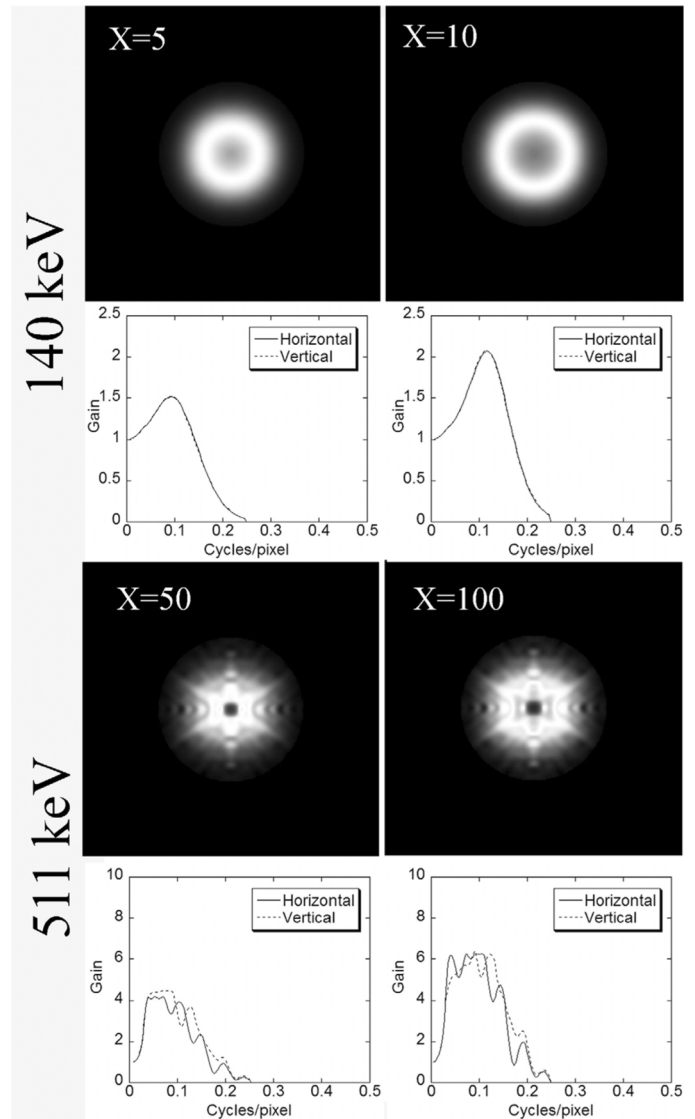 140 keV
X=5
X=10
2.5
2
1.5
1
0.5
0
Gain
Horizontal
Vertical
0 0.1 0.2 0.3 0.4 0.5
Cycles/pixel
2.5
2
1.5
1
0.5
0
Gain
Horizontal
Vertical
0 0.1 0.2 0.3 0.4 0.5
Cycles/pixel
511 keV
X=50
X=100
10
8
6
4
2
0
Gain
Horizontal
Vertical
0 0.1 0.2 0.3 0.4 0.5
Cycles/pixel
10
8
6
4
2
0
Gain
Horizontal
Vertical
0 0.1 0.2 0.3 0.4 0.5
Cycles/pixel